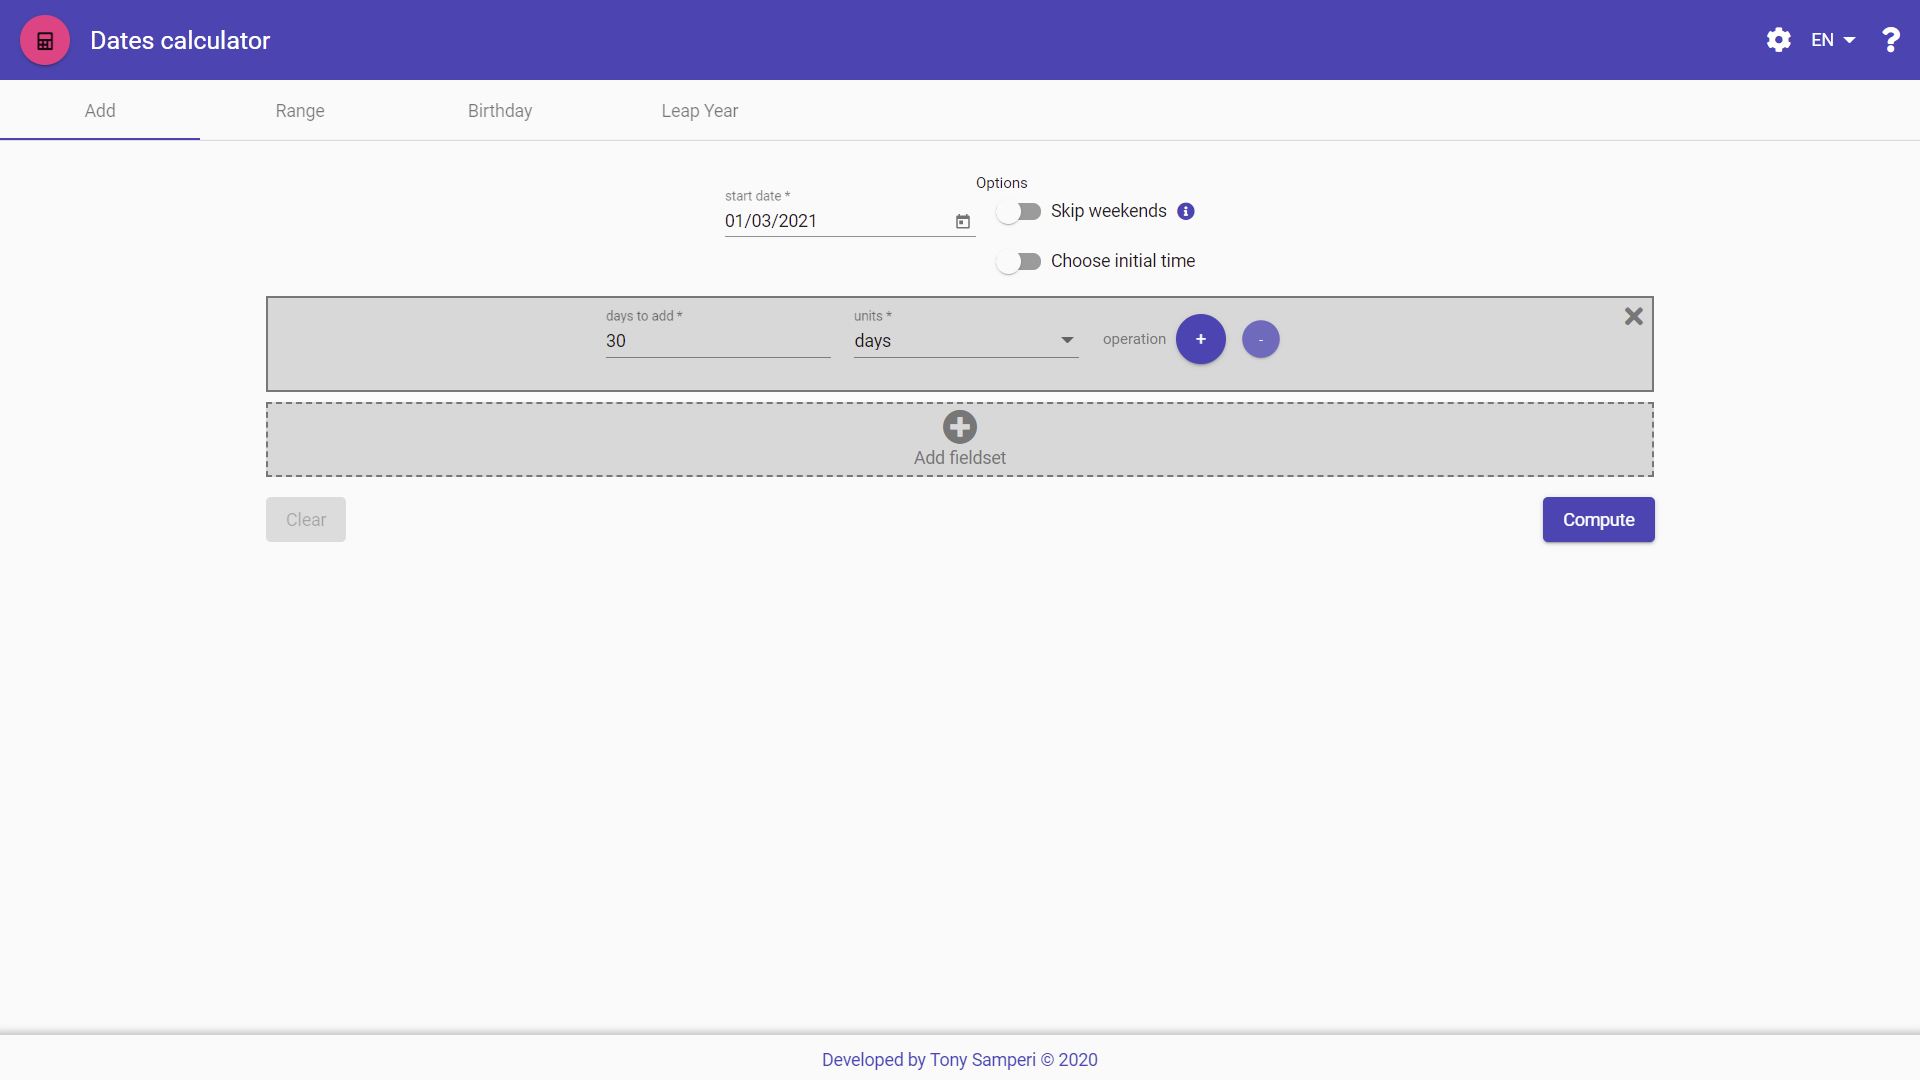 Dates calculator
EN
Add
Range
Birthday
Leap Year
start date *
01/03/2021
Options
Skip weekends
Choose initial time
days to add *
30
units *
days
operation
+
-
Add fieldset
Clear
Compute
Developed by Tony Samperi © 2020